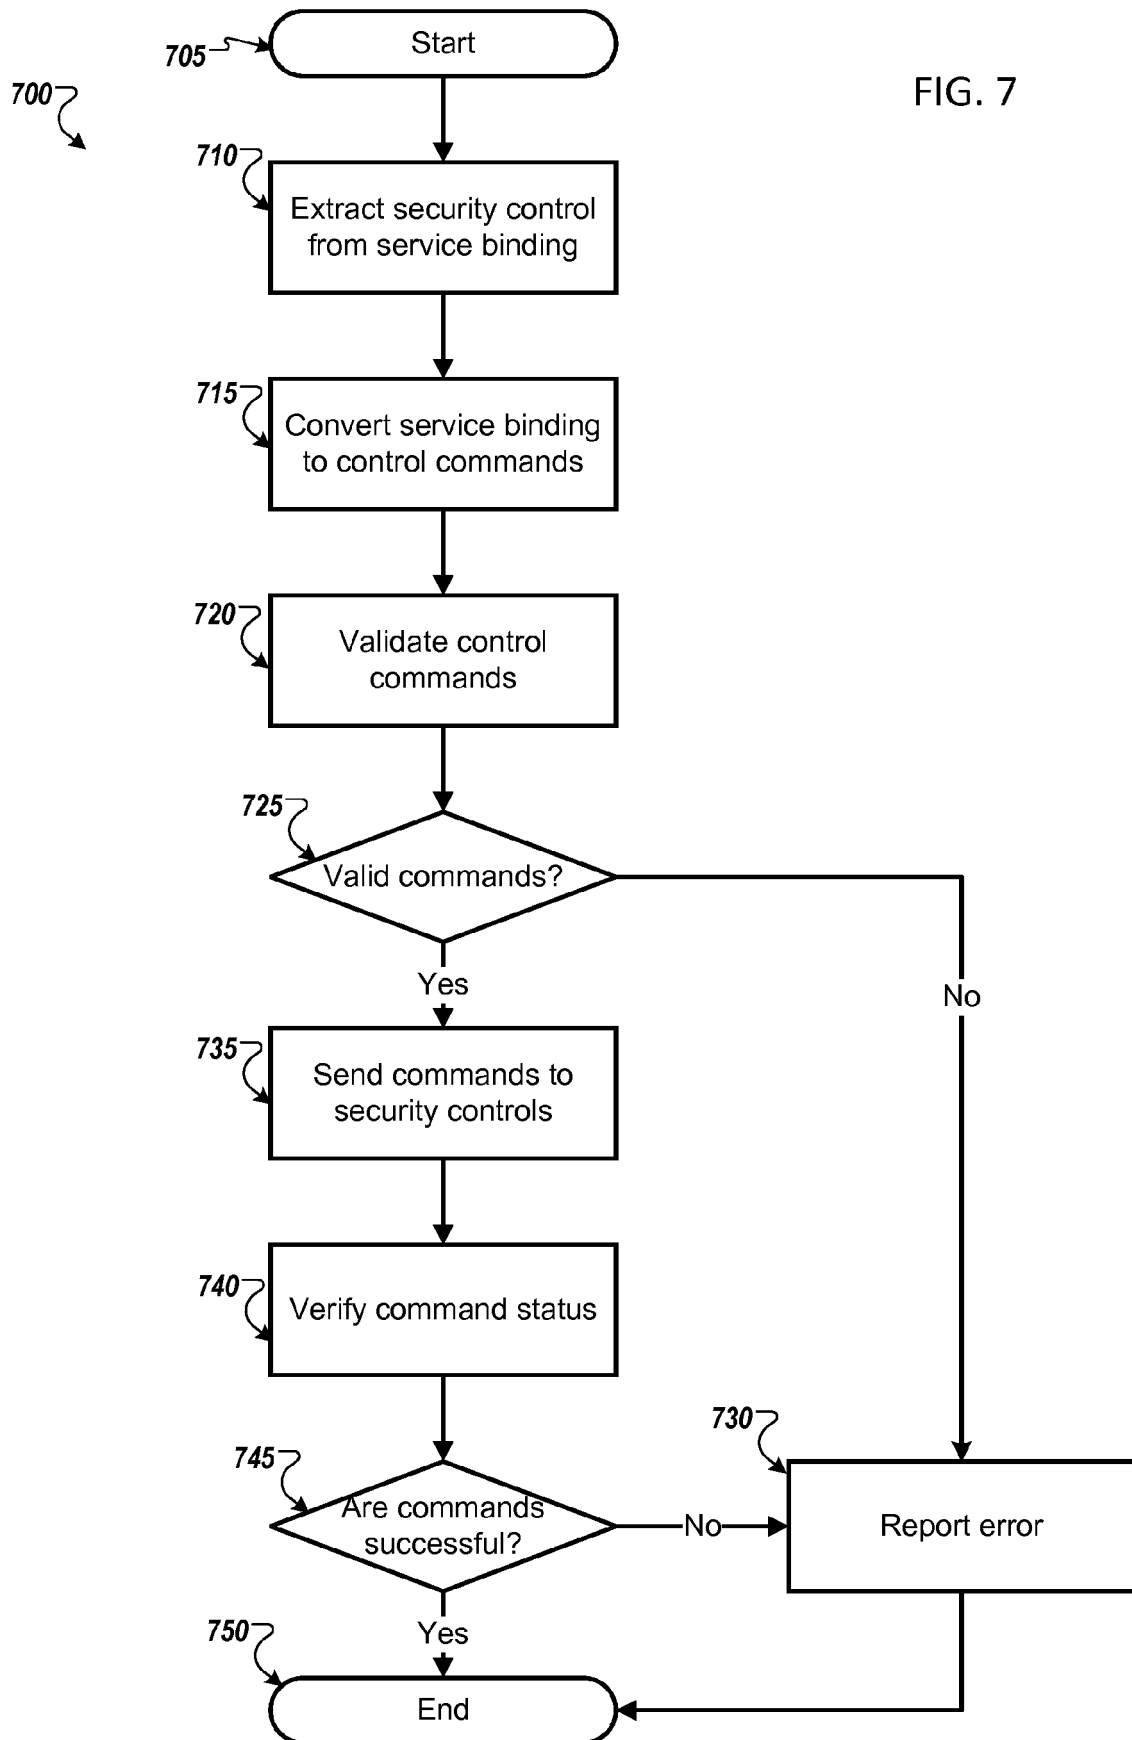 705
Start
700
FIG. 7
710
Extract security control
from service binding
715
Convert service binding
to control commands
720
Validate control
commands
725
Valid commands?
Yes
No
735
Send commands to
security controls
740
Verify command status
730
745
Are commands
successful?
No
Report error
Yes
750
End